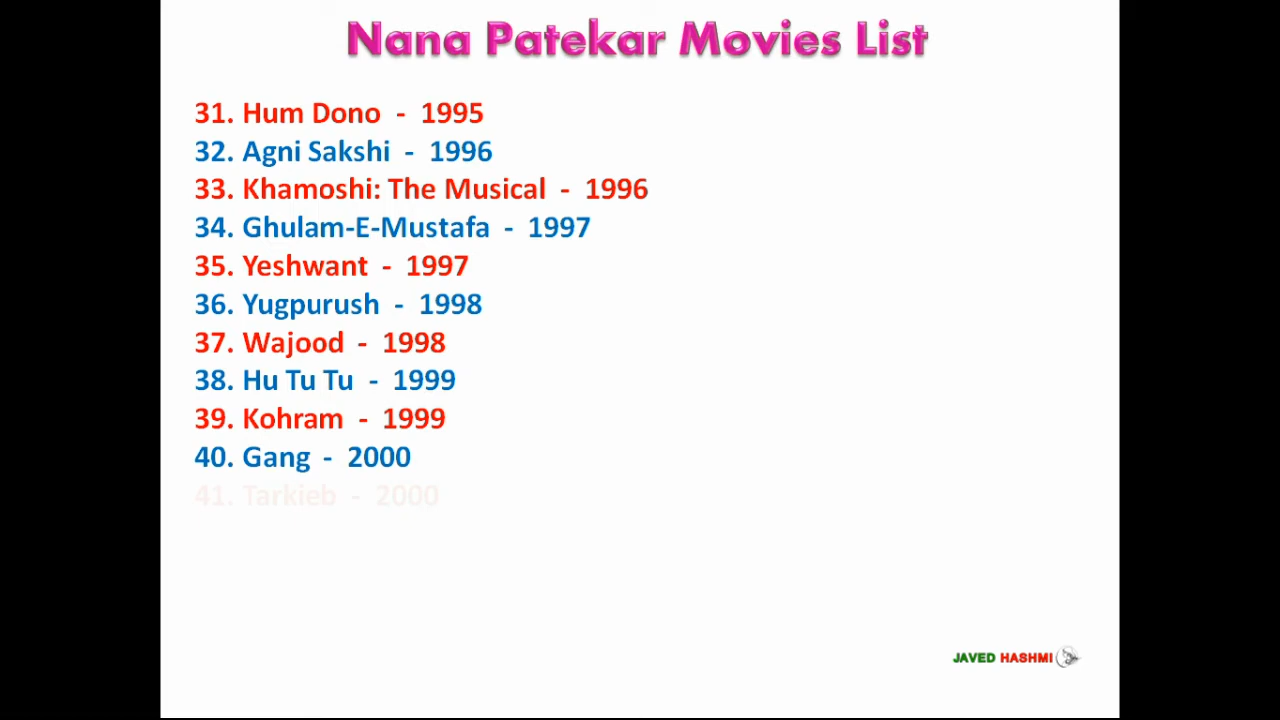 Nana Patekar Movies List
31. Hum Dono - 1995
32. Agni Sakshi - 1996
33. Khamoshi: The Musical - 1996
34. Ghulam-E-Mustafa - 1997
35. Yeshwant - 1997
36. Yugpurush - 1998
37. Wajood - 1998
38. Hu Tu Tu - 1999
39. Kohram - 1999
40. Gang - 2000
41. Tarkieb - 2000
JAVED HASHMI